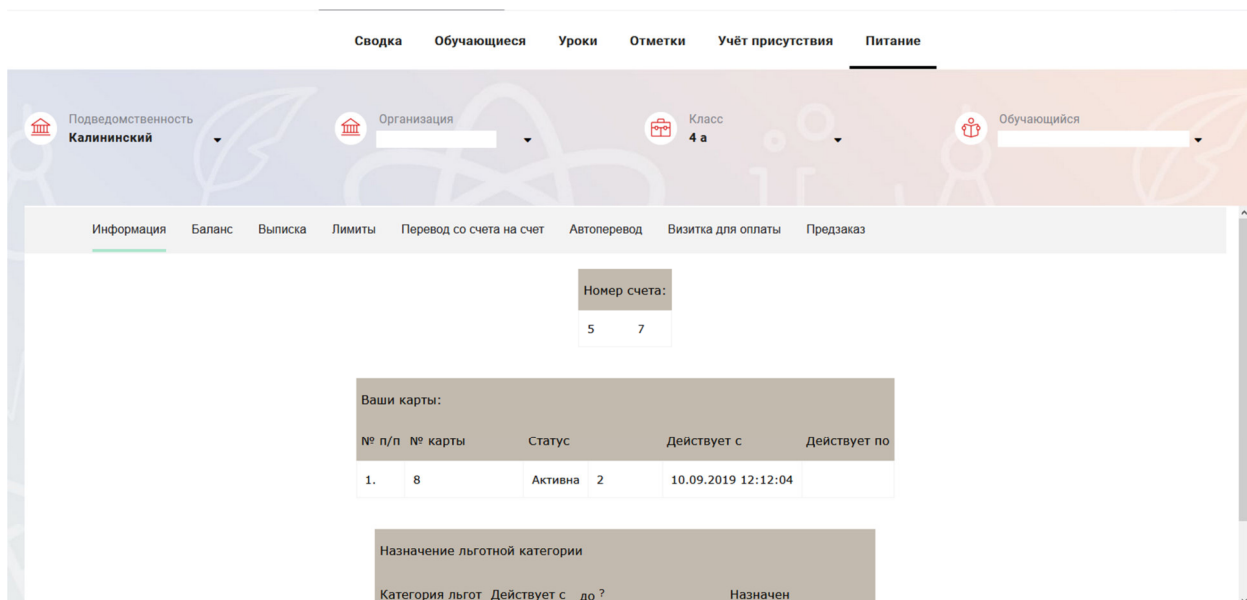 Сводка Обучающиеся Уроки Отметки Учёт присутствия Питание
Подведомственность Организация Класс Обучающийся
Калининский 4 а
Информация Баланс Выписка Лимиты Перевод со счета на счет Автоперевод Визитка для оплаты Предзаказ
Номер счета:
5 7
Ваши карты:
№ п/п № карты Статус Действует с Действует по
1. 8 Активна 2 10.09.2019 12:12:04
Назначение льготной категории
Категория льгот Действует с до ? Назначен